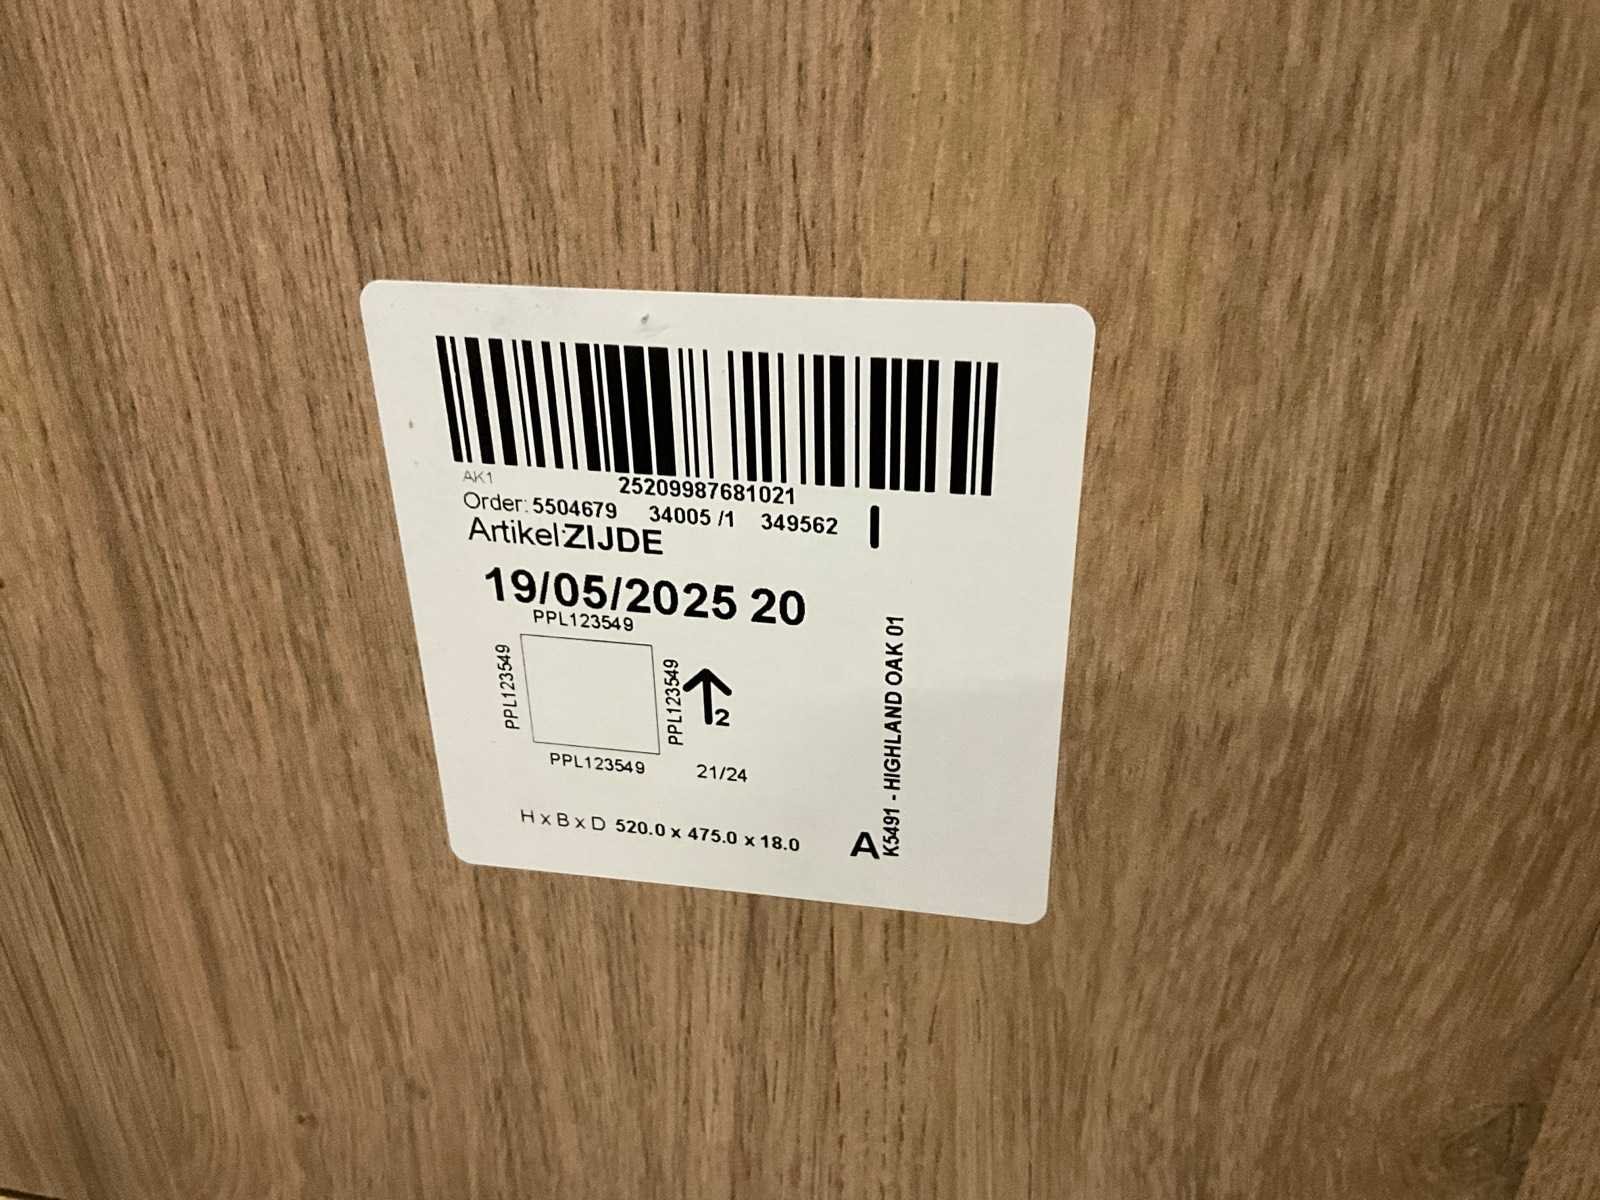 AK1
25209987681021
Order: 5504679 34005 /1 349562
Artikel:ZIJDE
19/05/2025 20
PPL123549
PPL123549
PPL123549
2
PPL123549
21/24
H x B x D 520.0 x 475.0 x 18.0
A
K5491 - HIGHLAND OAK 01